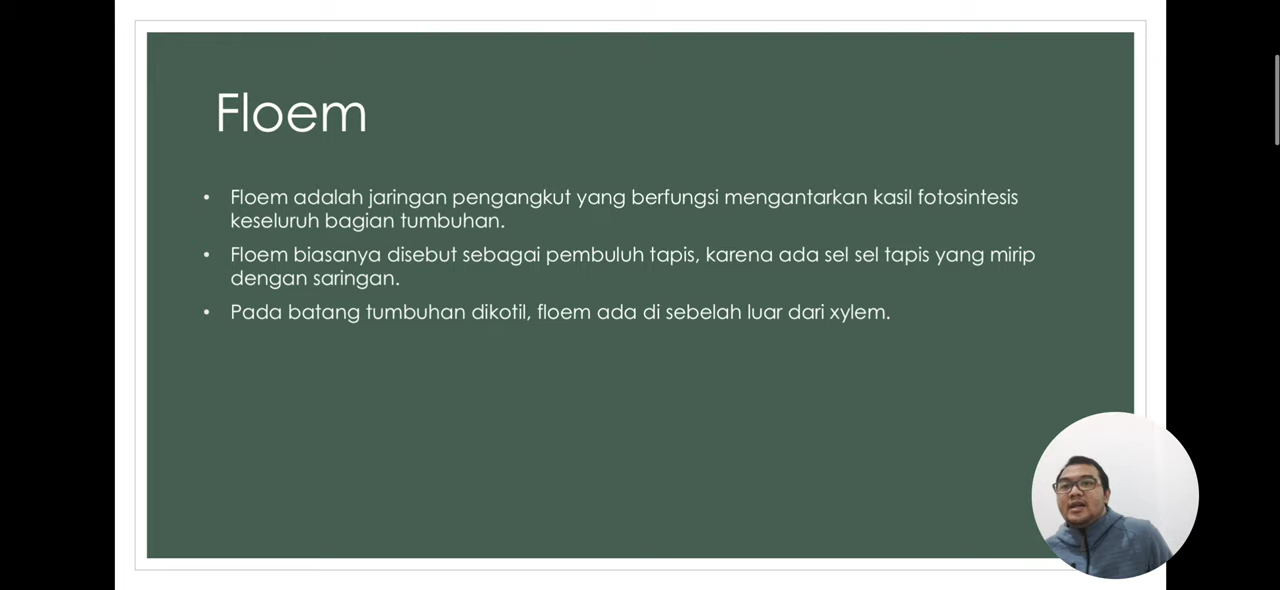 Floem
• Floem adalah jaringan pengangkut yang berfungsi mengantarkan kasil fotosintesis
keseluruh bagian tumbuhan.
• Floem biasanya disebut sebagai pembuluh tapis, karena ada sel sel tapis yang mirip
dengan saringan.
• Pada batang tumbuhan dikotil, floem ada di sebelah luar dari xylem.